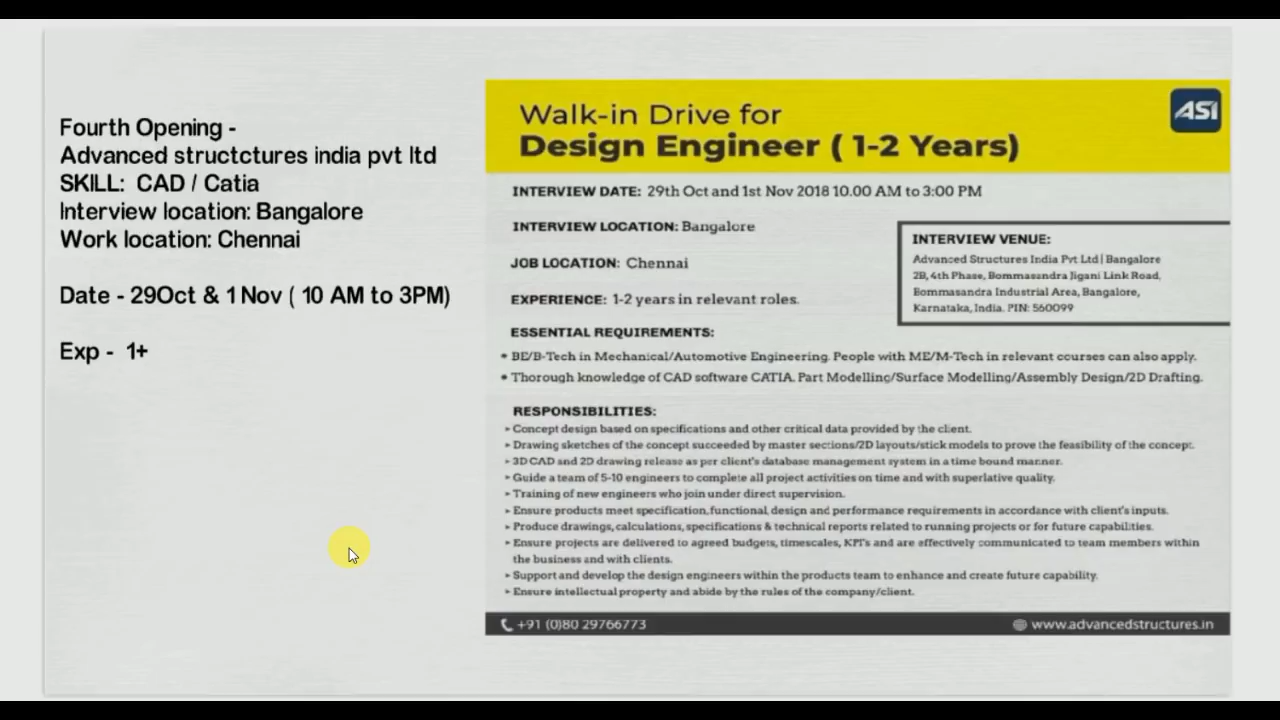 Fourth Opening -
Advanced structctures india pvt ltd
SKILL:  CAD / Catia
Interview location: Bangalore
Work location: Chennai
Date - 29Oct & 1 Nov ( 10 AM to 3PM)
Exp -  1+
Walk-in Drive for
Design Engineer ( 1-2 Years)
ASI
INTERVIEW DATE: 29th Oct and 1st Nov 2018 10.00 AM to 3:00 PM
INTERVIEW LOCATION: Bangalore
JOB LOCATION: Chennai
EXPERIENCE: 1-2 years in relevant roles.
INTERVIEW VENUE:
Advanced Structures India Pvt Ltd | Bangalore
2B, 4th Phase, Bommasandra Jigani Link Road,
Bommasandra Industrial Area, Bangalore,
Karnataka, India. PIN: 560099
ESSENTIAL REQUIREMENTS:
• BE/B-Tech in Mechanical/Automotive Engineering. People with ME/M-Tech in relevant courses can also apply.
• Thorough knowledge of CAD software CATIA. Part Modelling/Surface Modelling/Assembly Design/2D Drafting.
RESPONSIBILITIES:
▸ Concept design based on specifications and other critical data provided by the client.
▸ Drawing sketches of the concept succeeded by master sections/2D layouts/stick models to prove the feasibility of the concept.
▸ 3D CAD and 2D drawing release as per client's database management system in a time bound manner.
▸ Guide a team of 5-10 engineers to complete all project activities on time and with superlative quality.
▸ Training of new engineers who join under direct supervision.
▸ Ensure products meet specification, functional, design and performance requirements in accordance with client's inputs.
▸ Produce drawings, calculations, specifications & technical reports related to running projects or for future capabilities.
▸ Ensure projects are delivered to agreed budgets, timescales, KPI's and are effectively communicated to team members within
the business and with clients.
▸ Support and develop the design engineers within the products team to enhance and create future capability.
▸ Ensure intellectual property and abide by the rules of the company/client.
+91 (0)80 29766773
www.advancedstructures.in